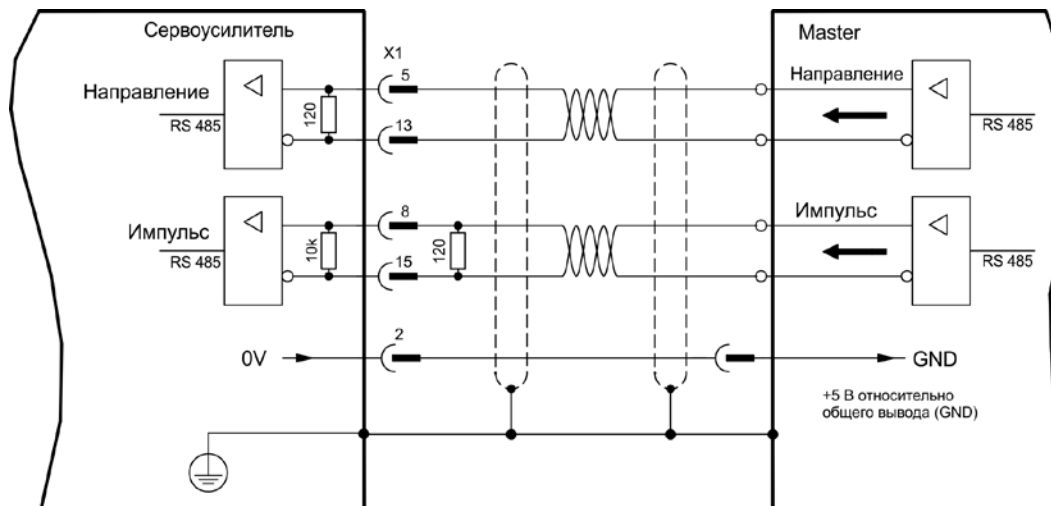 Сервоусилитель
Master
X1
Направление
RS 485
120
5
13
Направление
RS 485
Импульс
RS 485
10k
8
15
120
Импульс
RS 485
0V
2
GND
+5 В относительно
общего вывода (GND)